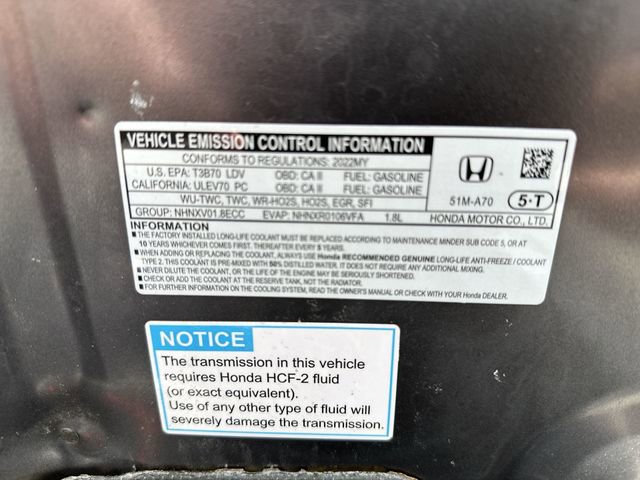 VEHICLE EMISSION CONTROL INFORMATION
CONFORMS TO REGULATIONS: 2022MY
U.S. EPA: T3B70 LDV OBD: CA II FUEL: GASOLINE
CALIFORNIA: ULEV70 PC OBD: CA II FUEL: GASOLINE
WU-TWC, TWC, WR-HO2S, HO2S, EGR, SFI
GROUP: NHNXV01.8ECC EVAP: NHNXR0106VFA 1.8L
51M-A70 5·T
HONDA MOTOR CO., LTD.
INFORMATION
■ THE FACTORY INSTALLED LONG-LIFE COOLANT MUST BE REPLACED ACCORDING TO MAINTENANCE MINDER SUB CODE 5, OR AT
10 YEARS WHICHEVER COMES FIRST, THEREAFTER EVERY 5 YEARS.
■ WHEN ADDING OR REPLACING THE COOLANT, ALWAYS USE Honda RECOMMENDED GENUINE LONG-LIFE ANTI-FREEZE / COOLANT
TYPE 2. THIS COOLANT IS PRE-MIXED WITH 50% DISTILLED WATER. IT DOES NOT REQUIRE ANY ADDITIONAL MIXING.
■ NEVER DILUTE THE COOLANT, OR THE LIFE OF THE ENGINE MAY BE SERIOUSLY SHORTENED.
■ CHECK OR ADD THE COOLANT AT THE RESERVE TANK, NOT THE RADIATOR.
■ FOR FURTHER INFORMATION ON THE COOLING SYSTEM, READ THE OWNER'S MANUAL OR CHECK WITH YOUR Honda DEALER.
NOTICE
The transmission in this vehicle
requires Honda HCF-2 fluid
(or exact equivalent).
Use of any other type of fluid will
severely damage the transmission.